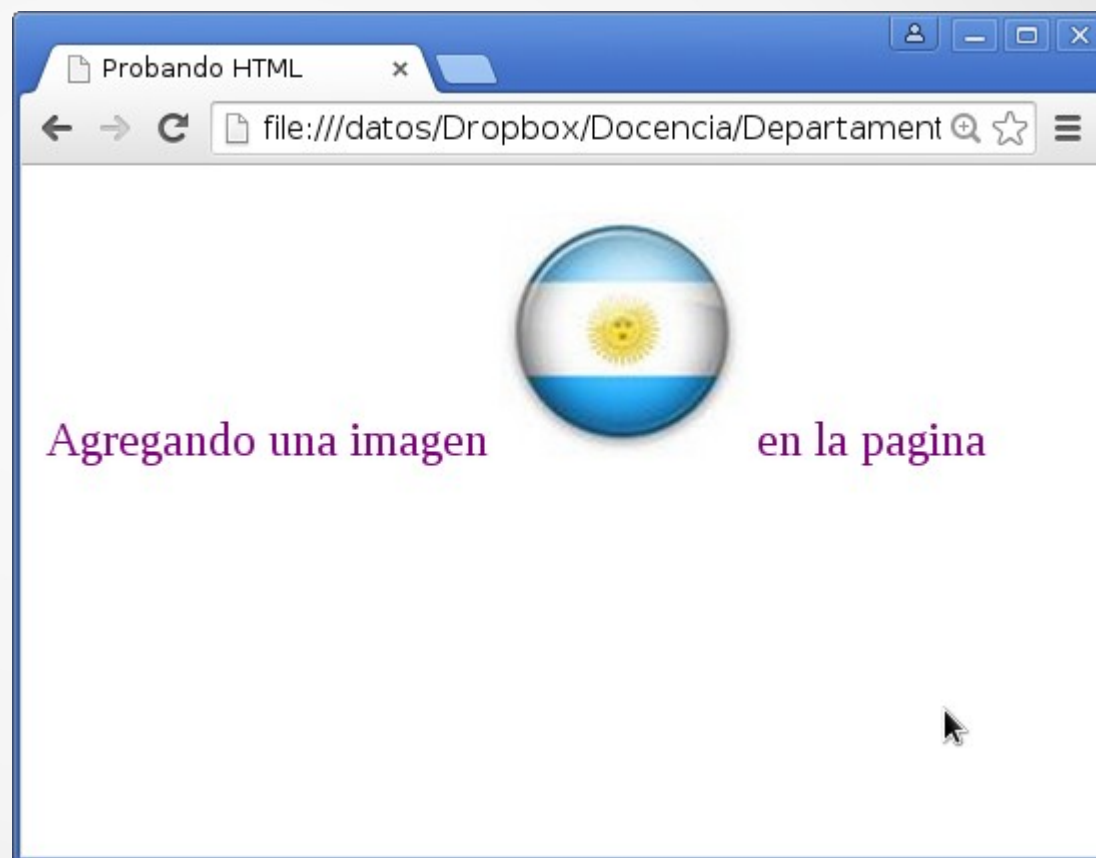 Probando HTML
file:///datos/Dropbox/Docencia/Departament
Agregando una imagen en la pagina